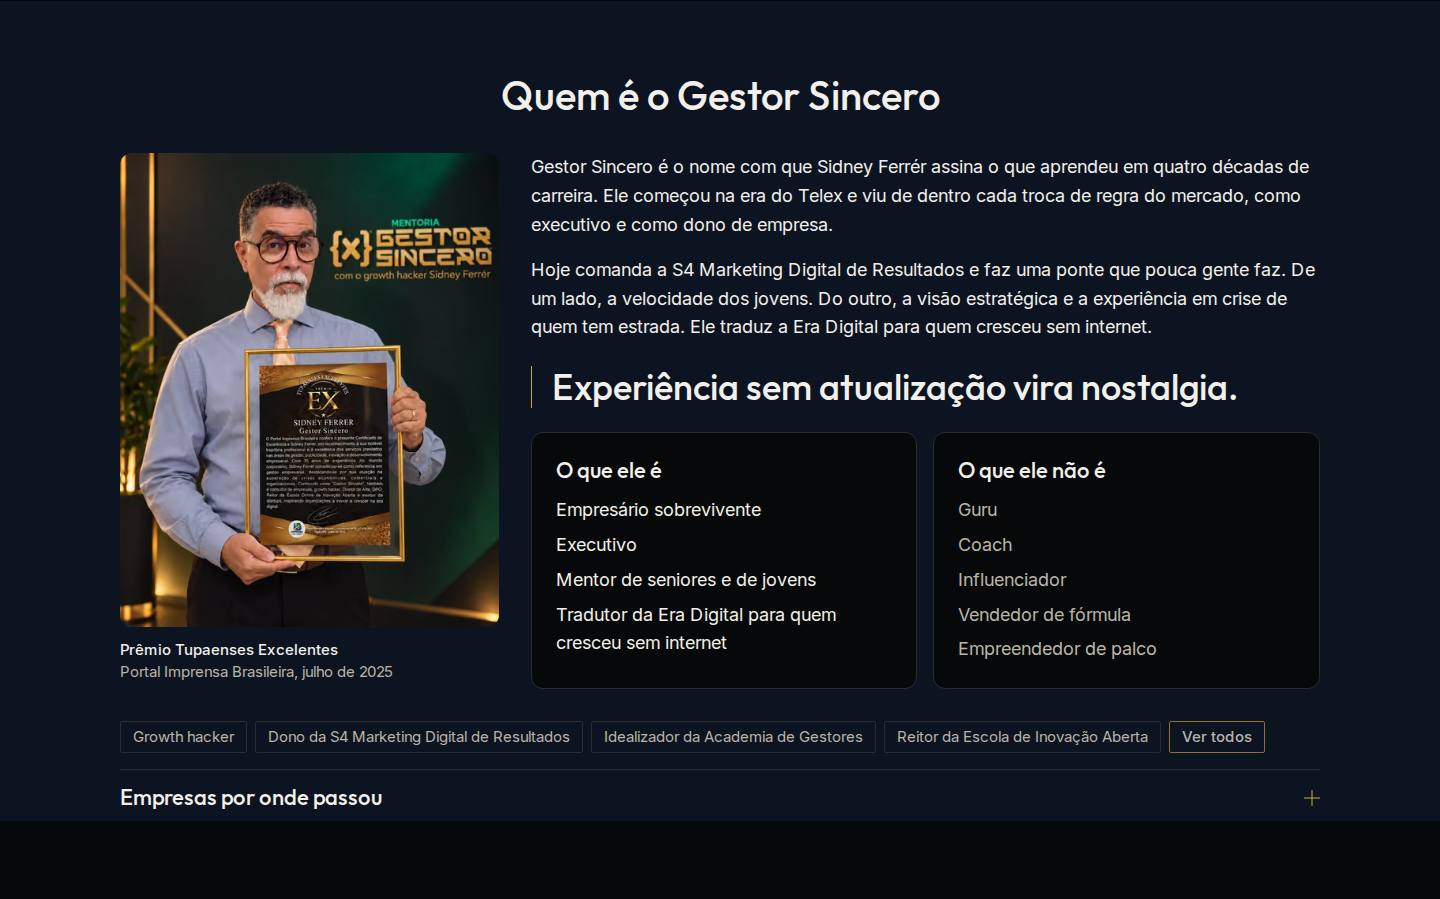 Quem é o Gestor Sincero
MENTORIA
{x} GESTOR
SINCERO
com o growth hacker Sidney Ferrér
EX
SIDNEY FERRER
Gestor Sincero
Prêmio Tupaenses Excelentes
Portal Imprensa Brasileira, julho de 2025
Gestor Sincero é o nome com que Sidney Ferrér assina o que aprendeu em quatro décadas de
carreira. Ele começou na era do Telex e viu de dentro cada troca de regra do mercado, como
executivo e como dono de empresa.
Hoje comanda a S4 Marketing Digital de Resultados e faz uma ponte que pouca gente faz. De
um lado, a velocidade dos jovens. Do outro, a visão estratégica e a experiência em crise de
quem tem estrada. Ele traduz a Era Digital para quem cresceu sem internet.
Experiência sem atualização vira nostalgia.
O que ele é
Empresário sobrevivente
Executivo
Mentor de seniores e de jovens
Tradutor da Era Digital para quem
cresceu sem internet
O que ele não é
Guru
Coach
Influenciador
Vendedor de fórmula
Empreendedor de palco
Growth hacker
Dono da S4 Marketing Digital de Resultados
Idealizador da Academia de Gestores
Reitor da Escola de Inovação Aberta
Ver todos
Empresas por onde passou